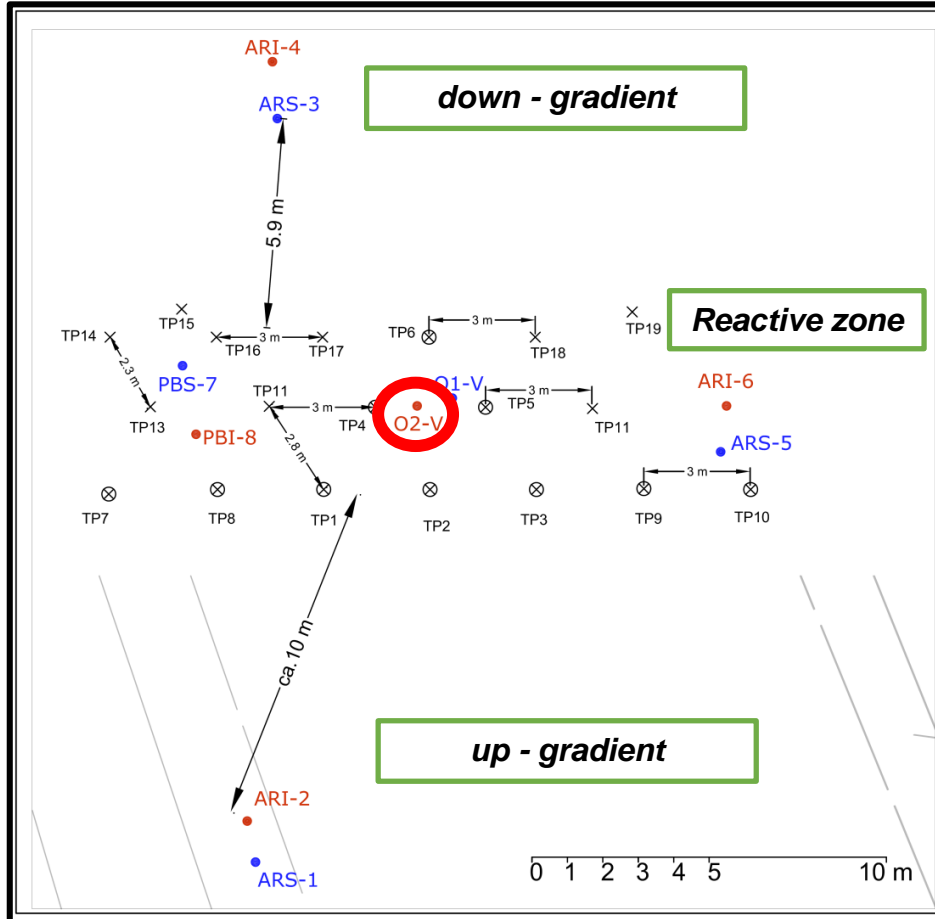 ARI-4
down - gradient
ARS-3
5.9 m
TP15
TP14
3 m
TP16
TP17
TP6
3 m
TP18
TP19
Reactive zone
2.3 m
PBS-7
O1-V
ARI-6
TP11
3 m
TP4
O2-V
3 m
TP5
TP11
TP13
PBI-8
2.8 m
ARS-5
3 m
TP7
TP8
TP1
TP2
TP3
TP9
TP10
ca.10 m
up - gradient
ARI-2
ARS-1
0 1 2 3 4 5 10 m